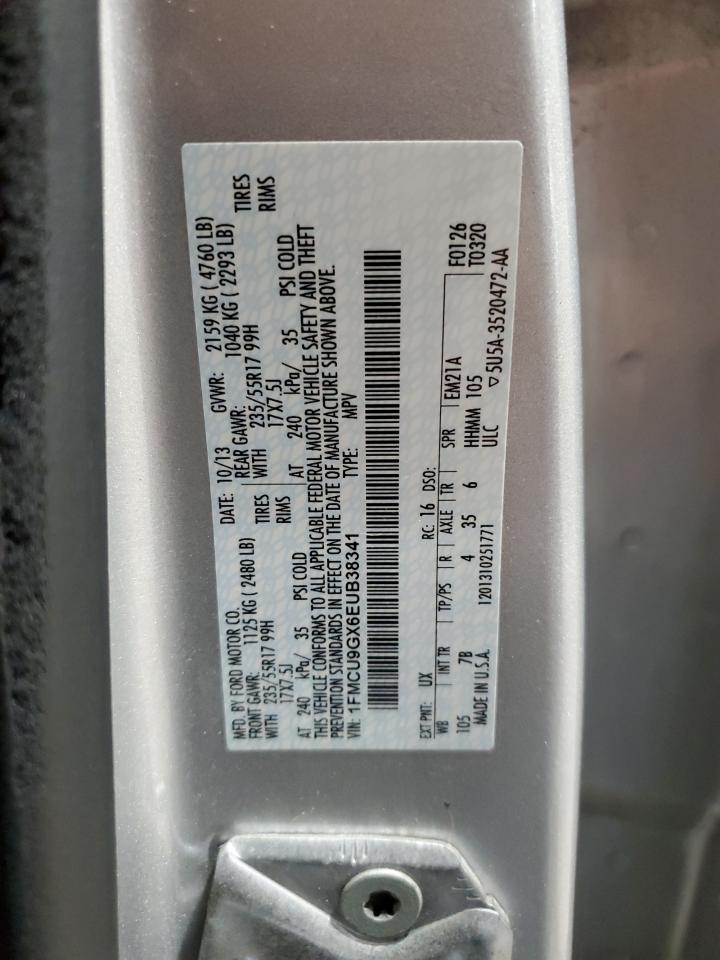 MFD. BY FORD MOTOR CO.
DATE: 10/13 GVWR: 2159 KG ( 4760 LB)
FRONT GAWR: 1125 KG ( 2480 LB) REAR GAWR: 1040 KG ( 2293 LB)
WITH 235/55R17 99H TIRES WITH 235/55R17 99H TIRES
17X7.5J RIMS 17X7.5J RIMS
AT 240 kPa/ 35 PSI COLD AT 240 kPa/ 35 PSI COLD
THIS VEHICLE CONFORMS TO ALL APPLICABLE FEDERAL MOTOR VEHICLE SAFETY AND THEFT
PREVENTION STANDARDS IN EFFECT ON THE DATE OF MANUFACTURE SHOWN ABOVE.
VIN: 1FMCU9GX6EUB38341 TYPE: MPV
EXT PNT: UX RC: 16 DSO: F0126
WB INT TR TP/PS R AXLE TR SPR EM21A T0320
105 7B 4 35 6 HHMM 105
MADE IN U.S.A. 1201310251771 ULC ▽5U5A-3520472-AA